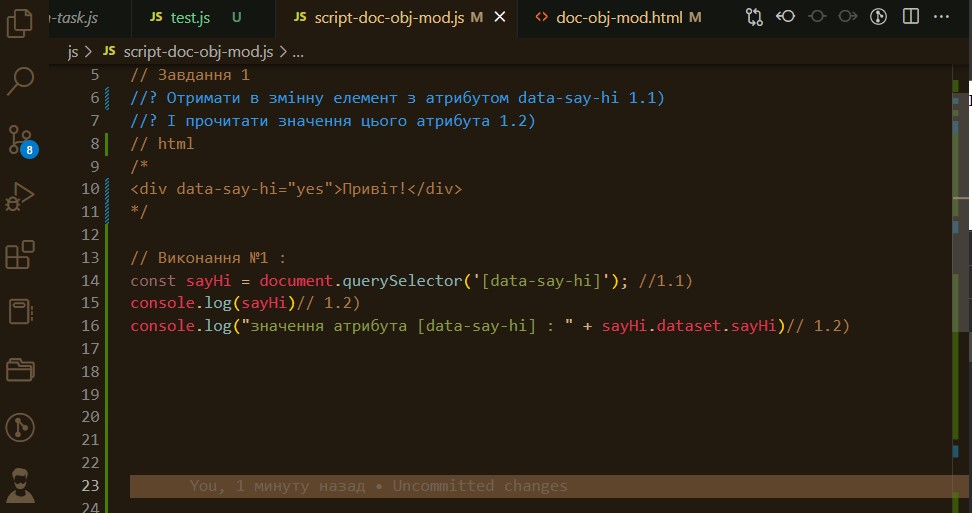 -task.js
JS test.js U
JS script-doc-obj-mod.js M
doc-obj-mod.html M
js > JS script-doc-obj-mod.js > ...
5 // Завдання 1
6 //? Отримати в змінну елемент з атрибутом data-say-hi 1.1)
7 //? І прочитати значення цього атрибута 1.2)
8 // html
9 /*
10 <div data-say-hi="yes">Привіт!</div>
11 */
12
13 // Виконання №1 :
14 const sayHi = document.querySelector('[data-say-hi]'); //1.1)
15 console.log(sayHi)// 1.2)
16 console.log("значення атрибута [data-say-hi] : " + sayHi.dataset.sayHi)// 1.2)
17
18
19
20
21
22
23 You, 1 минуту назад • Uncommitted changes
24
8